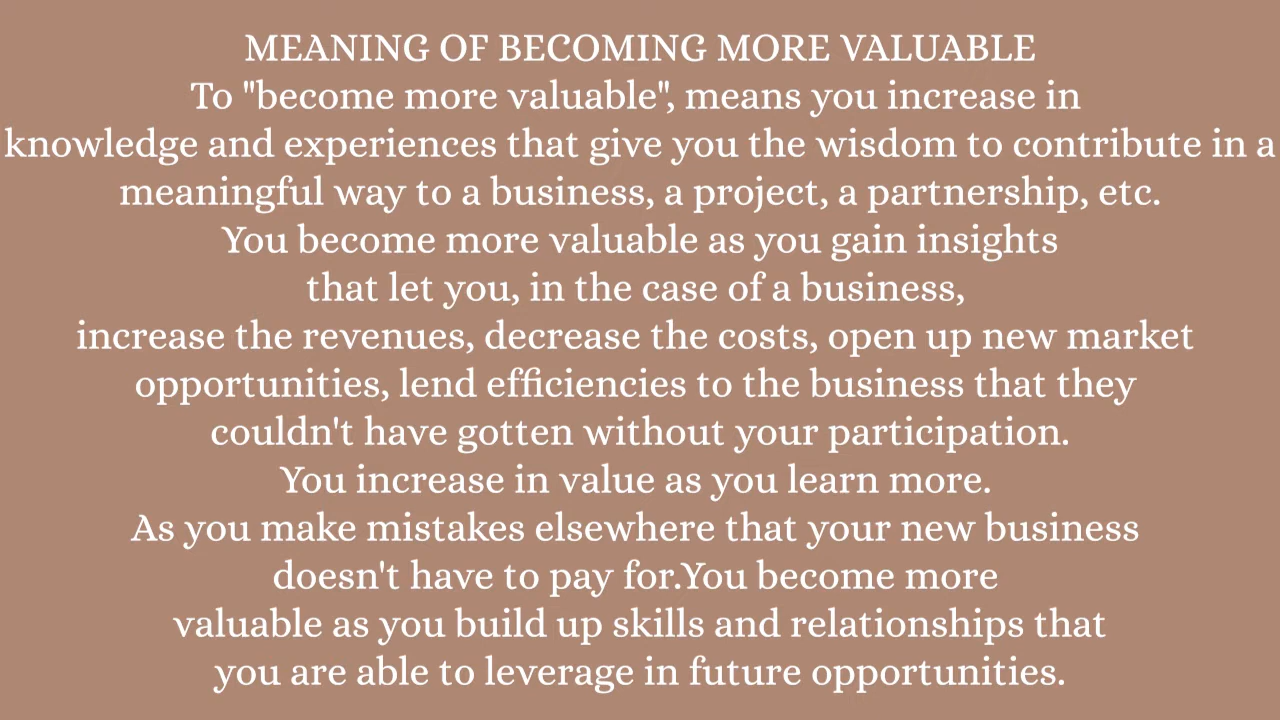 MEANING OF BECOMING MORE VALUABLE
To "become more valuable", means you increase in
knowledge and experiences that give you the wisdom to contribute in a
meaningful way to a business, a project, a partnership, etc.
You become more valuable as you gain insights
that let you, in the case of a business,
increase the revenues, decrease the costs, open up new market
opportunities, lend efficiencies to the business that they
couldn't have gotten without your participation.
You increase in value as you learn more.
As you make mistakes elsewhere that your new business
doesn't have to pay for.You become more
valuable as you build up skills and relationships that
you are able to leverage in future opportunities.